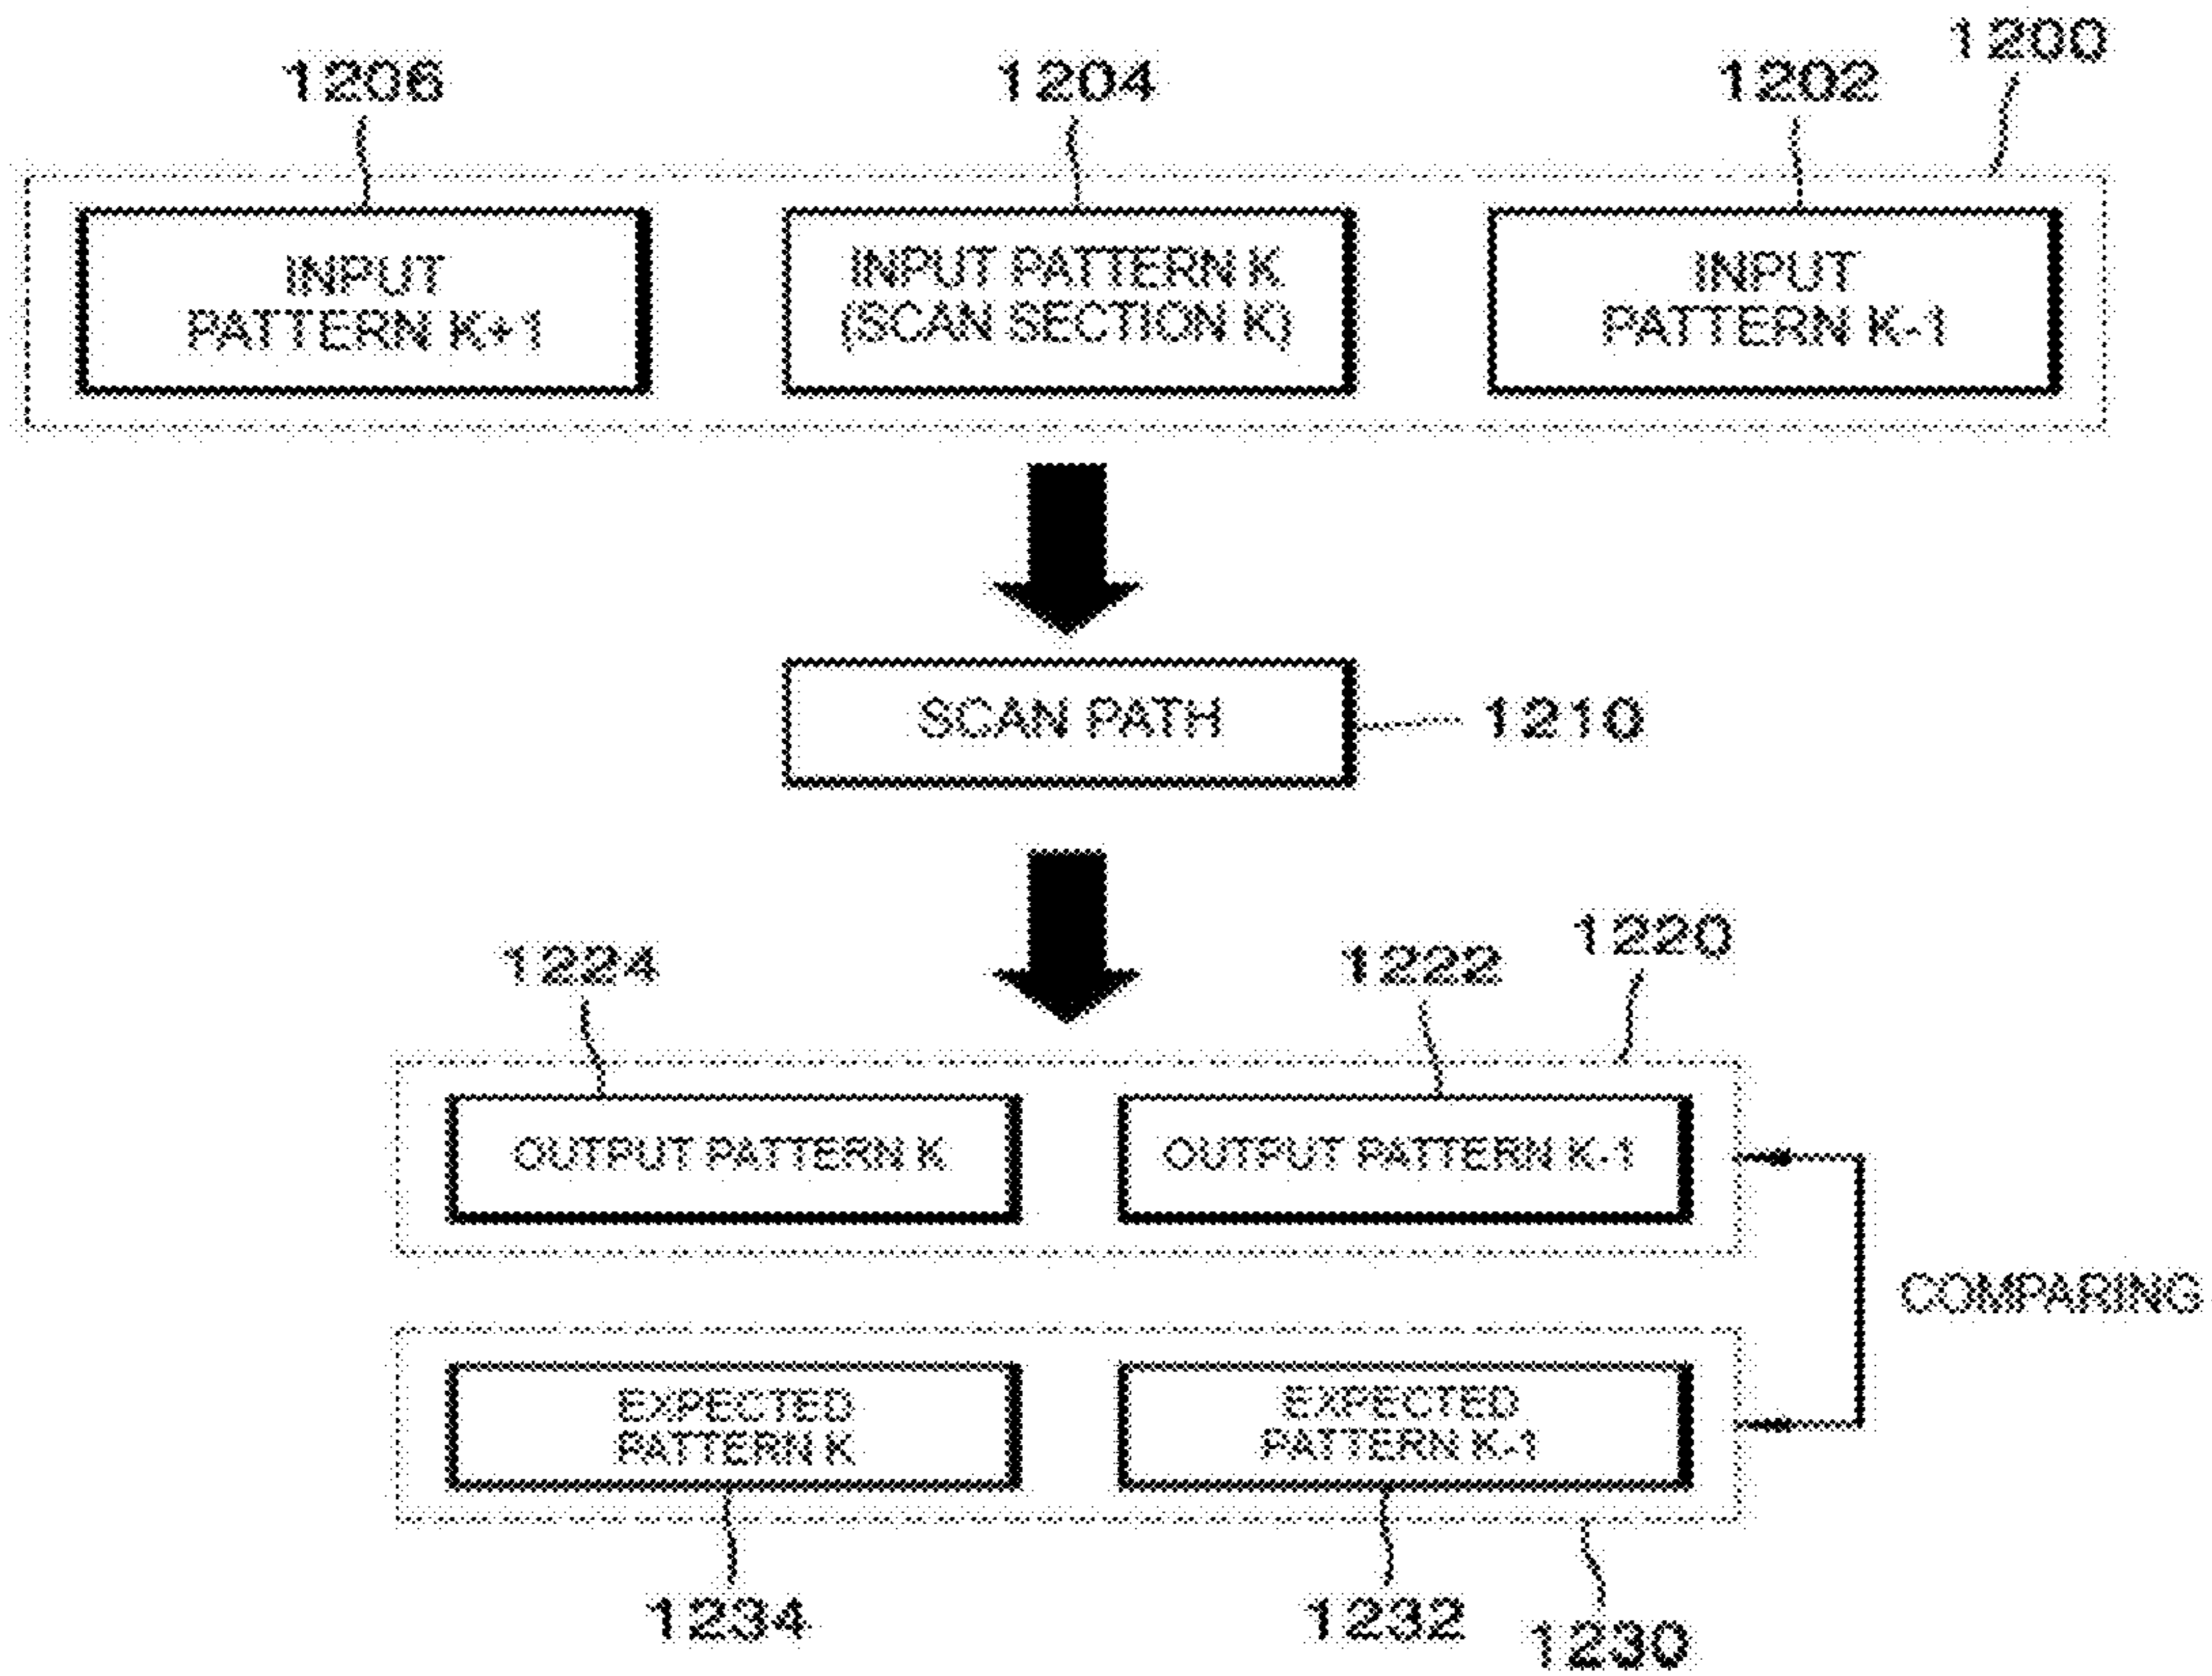 1200
1206
1204
1202
INPUT
PATTERN K+1
INPUT PATTERN K
(SCAN SECTION K)
INPUT
PATTERN K-1
SCAN PATH
1210
1220
1224
1222
OUTPUT PATTERN K
OUTPUT PATTERN K-1
COMPARING
EXPECTED
PATTERN K
EXPECTED
PATTERN K-1
1234
1232
1230